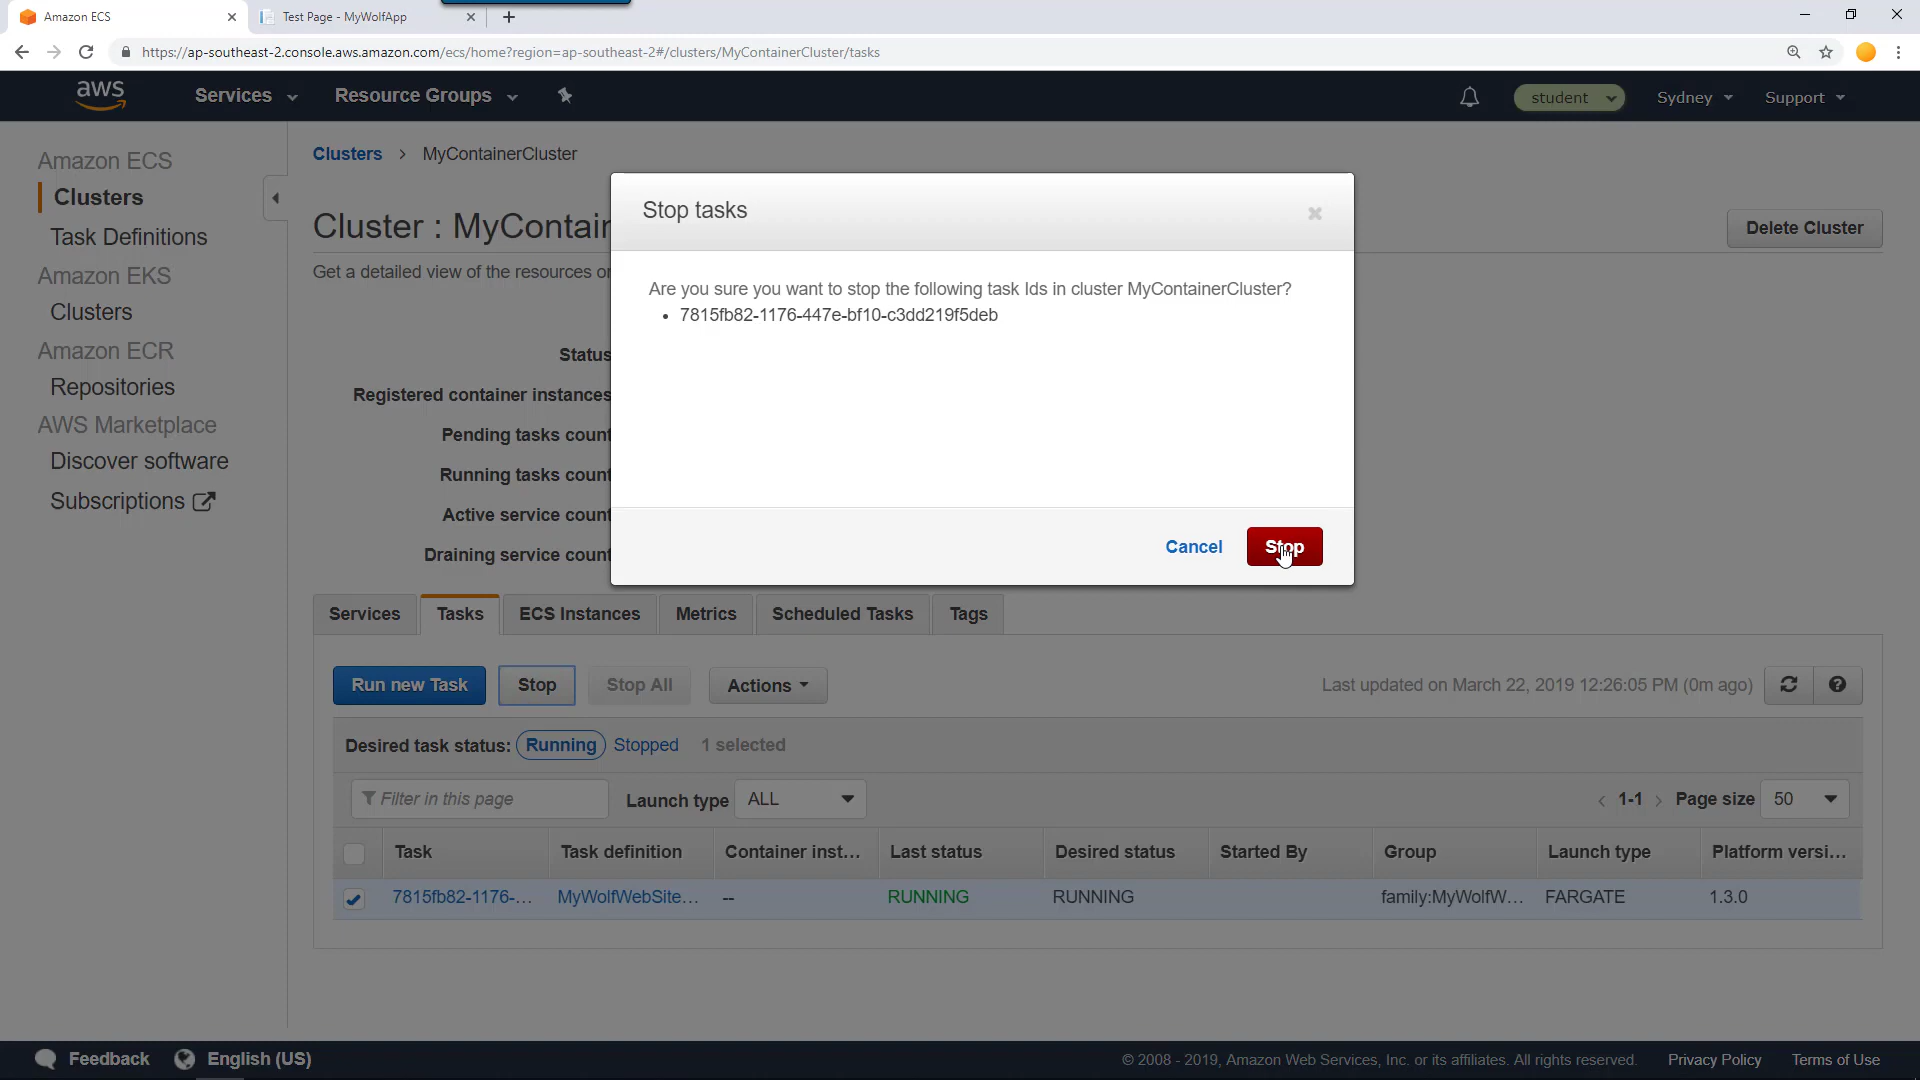 Amazon ECS
Test Page - MyWolfApp
https://ap-southeast-2.console.aws.amazon.com/ecs/home?region=ap-southeast-2#/clusters/MyContainerCluster/tasks
aws
Services
Resource Groups
student
Sydney
Support
Amazon ECS
Clusters
Task Definitions
Amazon EKS
Clusters
Amazon ECR
Repositories
AWS Marketplace
Discover software
Subscriptions
Clusters > MyContainerCluster
Cluster : MyContain
Delete Cluster
Get a detailed view of the resources on
Status
Registered container instances
Pending tasks count
Running tasks count
Active service count
Draining service count
Stop tasks
Are you sure you want to stop the following task Ids in cluster MyContainerCluster?
• 7815fb82-1176-447e-bf10-c3dd219f5deb
Cancel
Stop
Services
Tasks
ECS Instances
Metrics
Scheduled Tasks
Tags
Run new Task
Stop
Stop All
Actions
Last updated on March 22, 2019 12:26:05 PM (0m ago)
Desired task status: Running Stopped 1 selected
Filter in this page
Launch type ALL
< 1-1 > Page size 50
Task Task definition Container inst... Last status Desired status Started By Group Launch type Platform versi...
7815fb82-1176-... MyWolfWebSite... -- RUNNING RUNNING family:MyWolfW... FARGATE 1.3.0
Feedback
English (US)
© 2008 - 2019, Amazon Web Services, Inc. or its affiliates. All rights reserved.
Privacy Policy
Terms of Use